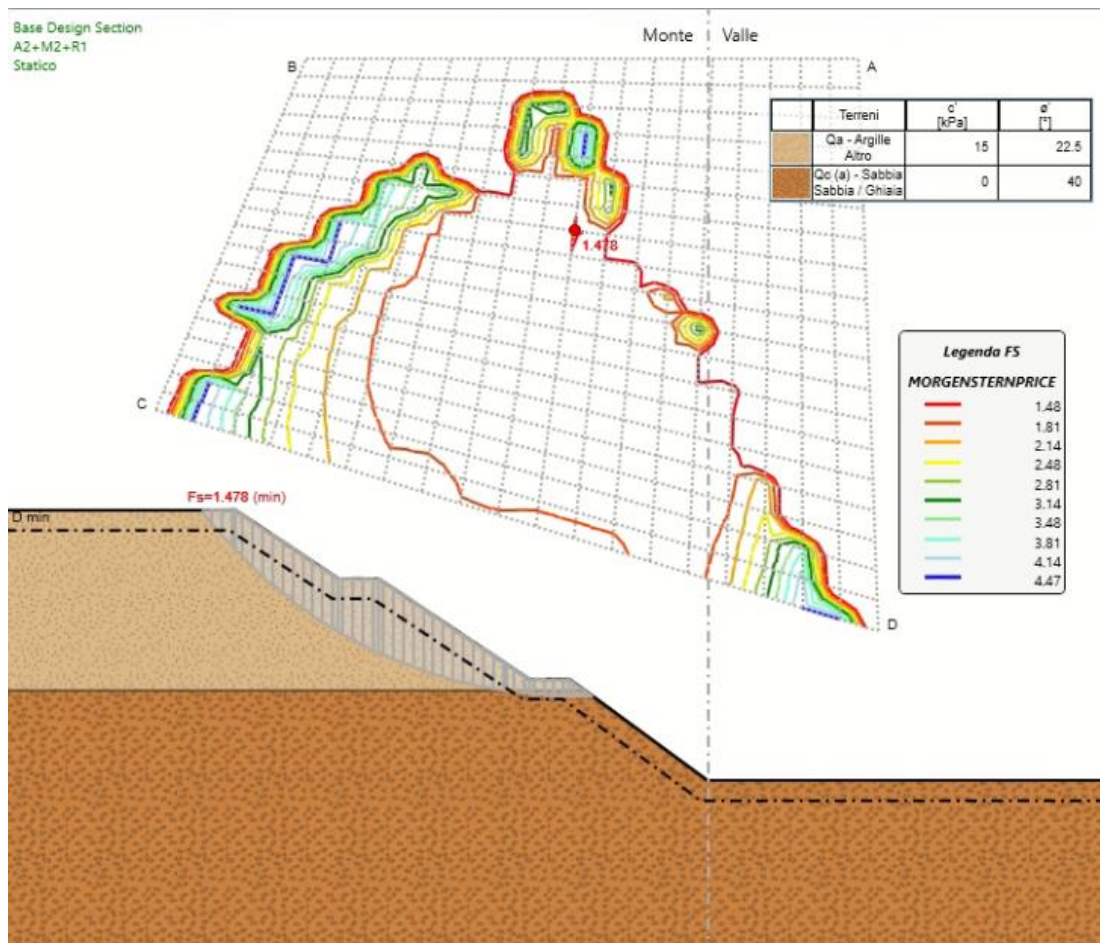 Base Design Section
A2+M2+R1
Statico
Monte Valle
B
A
Terreni c' [kPa] ø' [°]
Qa - Argille
Altro
15 22.5
Qc (a) - Sabbia
Sabbia / Ghiaia
0 40
1.478
Legenda FS
MORGENSTERNPRICE
1.48
1.81
2.14
2.48
2.81
3.14
3.48
3.81
4.14
4.47
C
D
Fs=1.478 (min)
D min